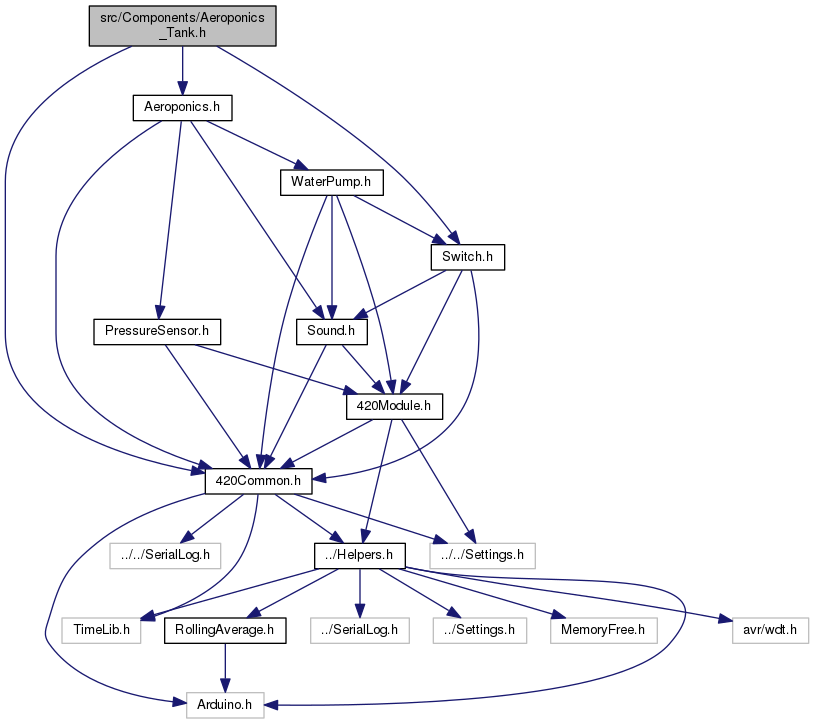 src/Components/Aeroponics
_Tank.h
Aeroponics.h
WaterPump.h
Switch.h
PressureSensor.h
Sound.h
420Module.h
420Common.h
../../SerialLog.h
../Helpers.h
../../Settings.h
TimeLib.h
RollingAverage.h
../SerialLog.h
../Settings.h
MemoryFree.h
avr/wdt.h
Arduino.h